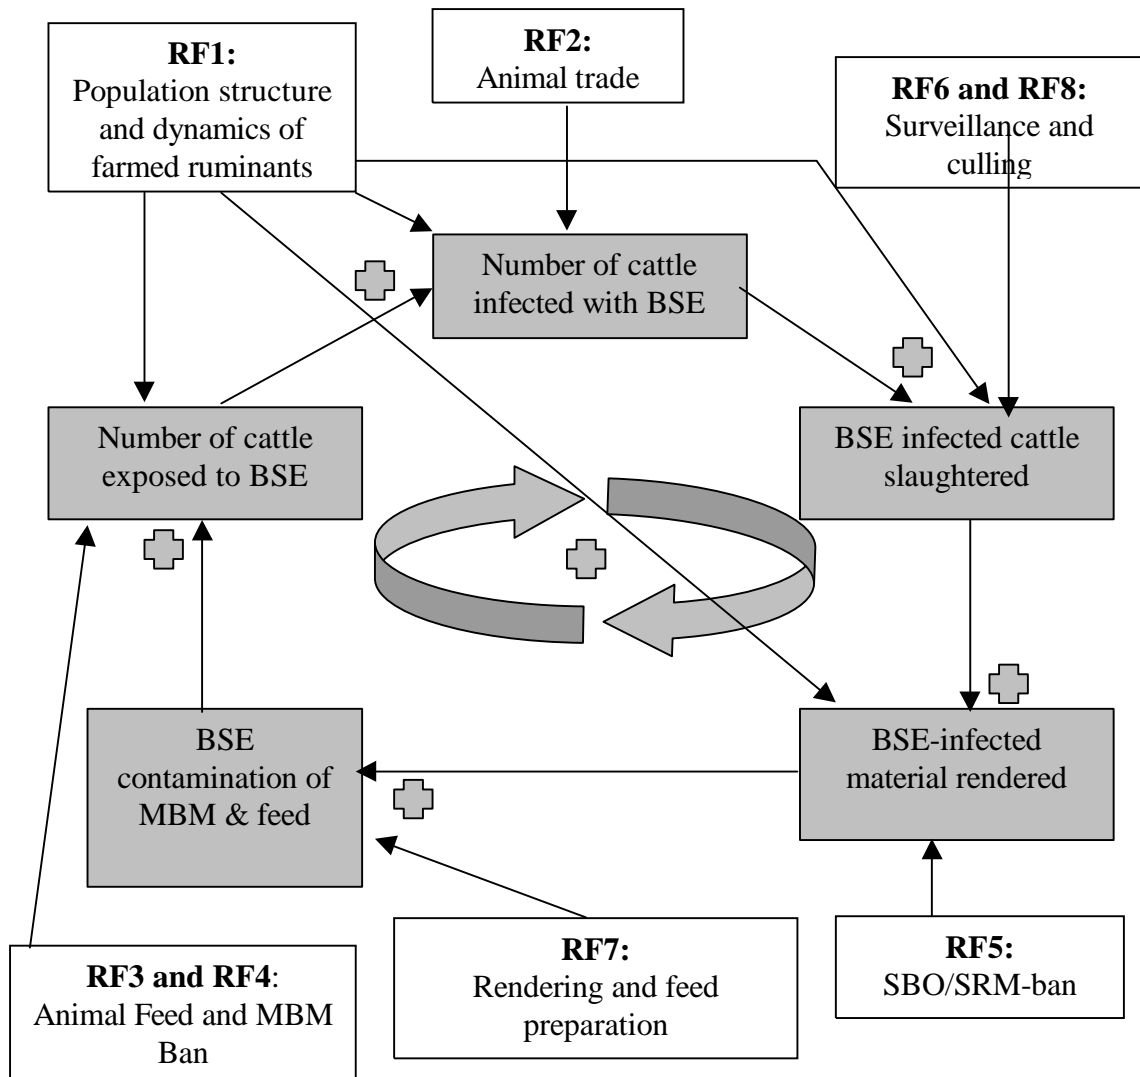 RF1:
Population structure
and dynamics of
farmed ruminants
RF2:
Animal trade
RF6 and RF8:
Surveillance and
culling
Number of cattle
infected with BSE
Number of cattle
exposed to BSE
BSE infected cattle
slaughtered
BSE
contamination of
MBM & feed
BSE-infected
material rendered
RF3 and RF4:
Animal Feed and MBM
Ban
RF7:
Rendering and feed
preparation
RF5:
SBO/SRM-ban